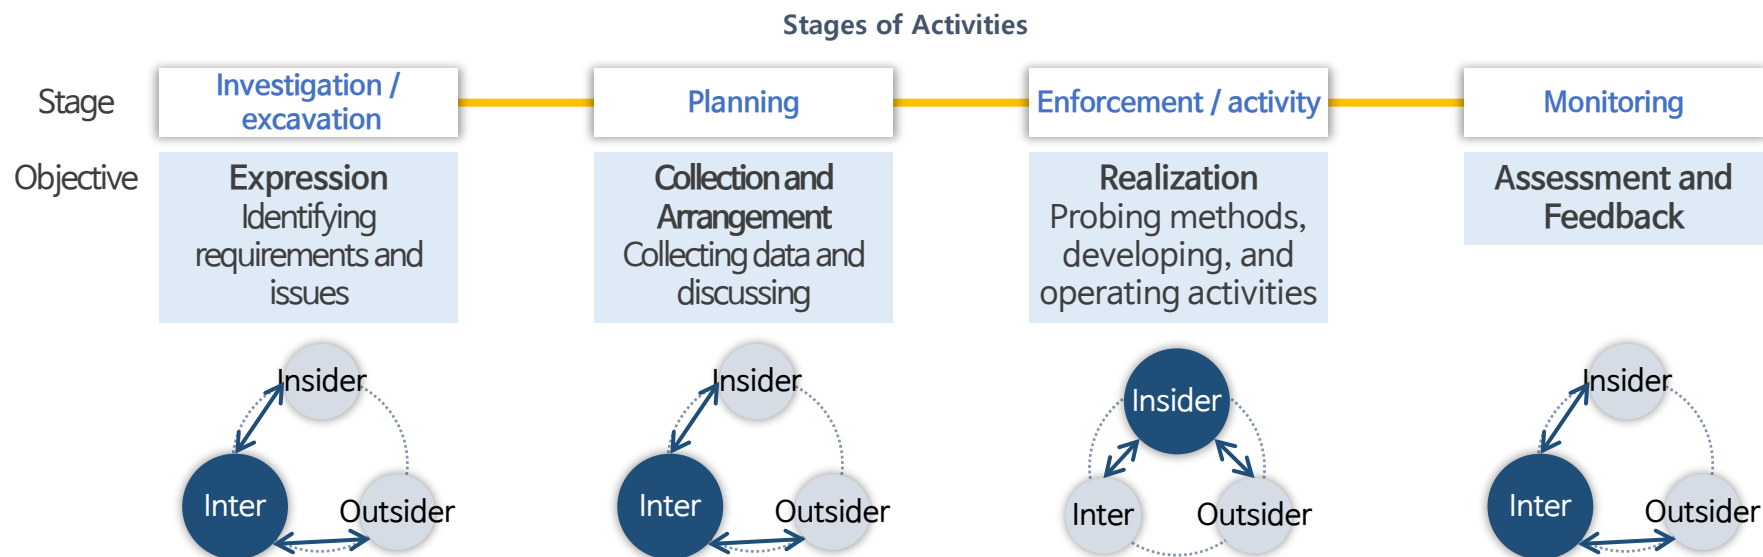 Stages of Activities
Stage
Investigation /
excavation
Planning
Enforcement / activity
Monitoring
Objective
Expression
Identifying
requirements and
issues
Collection and
Arrangement
Collecting data and
discussing
Realization
Probing methods,
developing, and
operating activities
Assessment and
Feedback
Insider
Inter
Outsider
Insider
Inter
Outsider
Insider
Inter
Outsider
Insider
Inter
Outsider